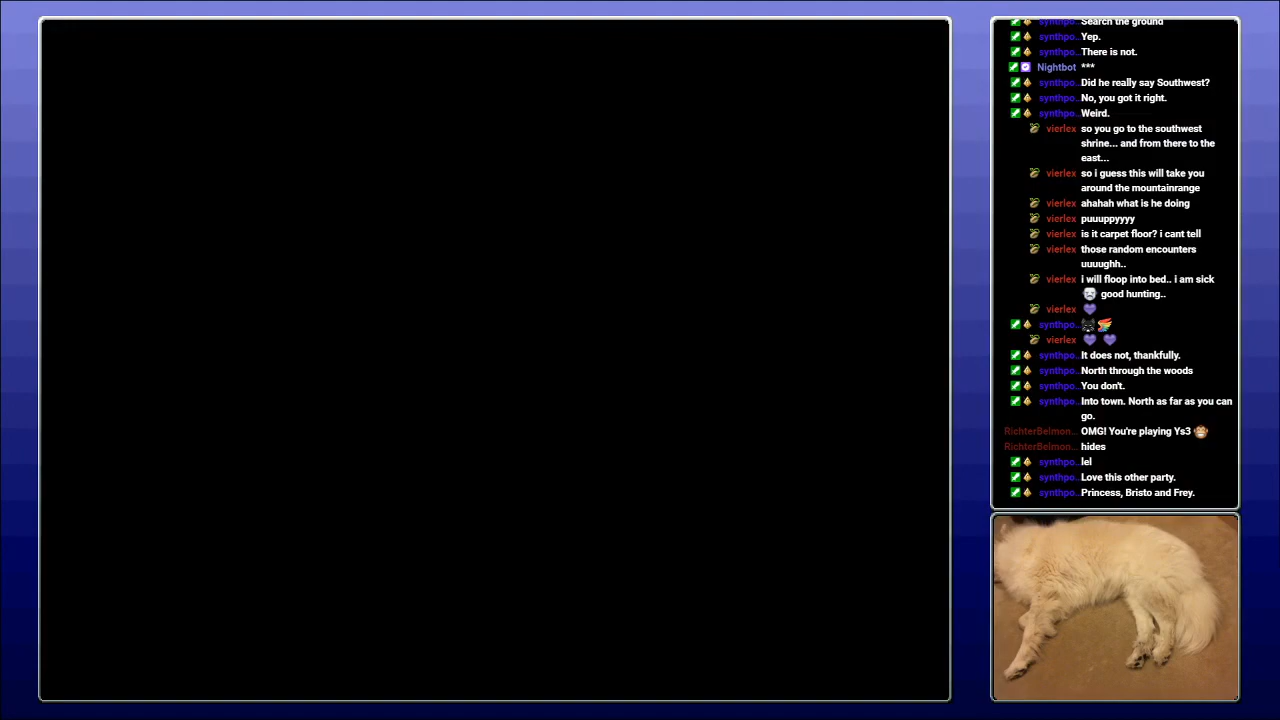 Search the ground
synthpo... Yep.
synthpo... There is not.
Nightbot ***
synthpo... Did he really say Southwest?
synthpo... No, you got it right.
synthpo... Weird.
vierlex so you go to the southwest
shrine... and from there to the
east...
vierlex so i guess this will take you
around the mountainrange
vierlex ahahah what is he doing
vierlex puuuppyyyy
vierlex is it carpet floor? i cant tell
vierlex those random encounters
uuuughh..
vierlex i will floop into bed.. i am sick
good hunting..
vierlex
synthpo...
vierlex
synthpo... It does not, thankfully.
synthpo... North through the woods
synthpo... You don't.
synthpo... Into town. North as far as you can
go.
RichterBelmon... OMG! You're playing Ys3
RichterBelmon... hides
synthpo... lel
synthpo... Love this other party.
synthpo... Princess, Bristo and Frey.